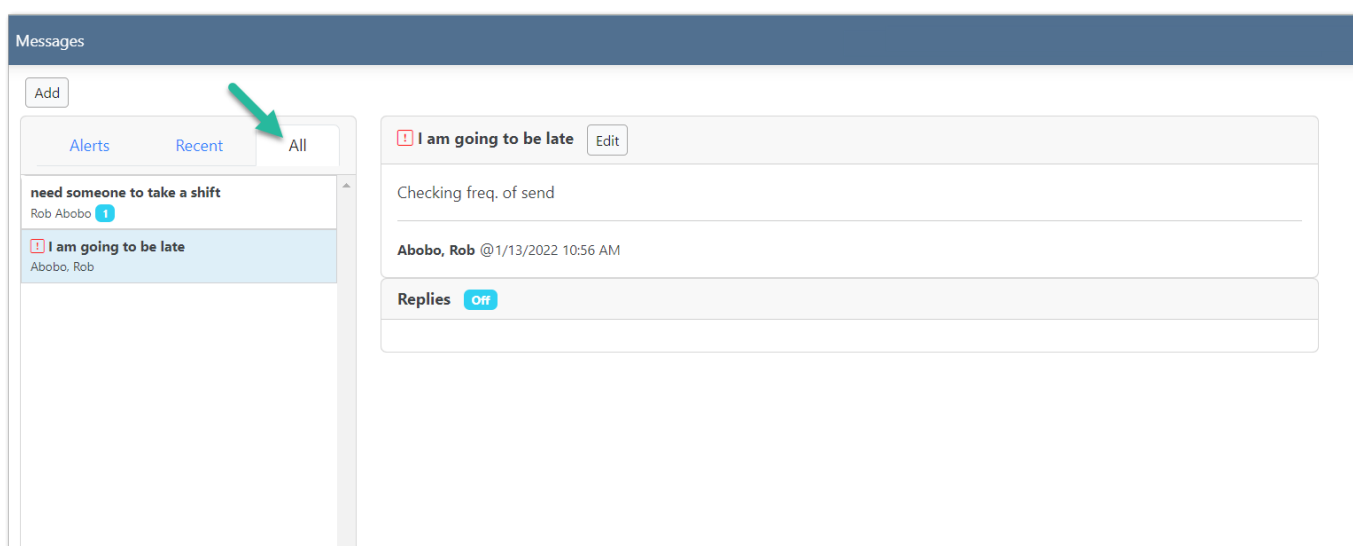 Messages
Add
Alerts Recent All
need someone to take a shift
Rob Abobo 1
! I am going to be late
Abobo, Rob
! I am going to be late Edit
Checking freq. of send
Abobo, Rob @1/13/2022 10:56 AM
Replies Off